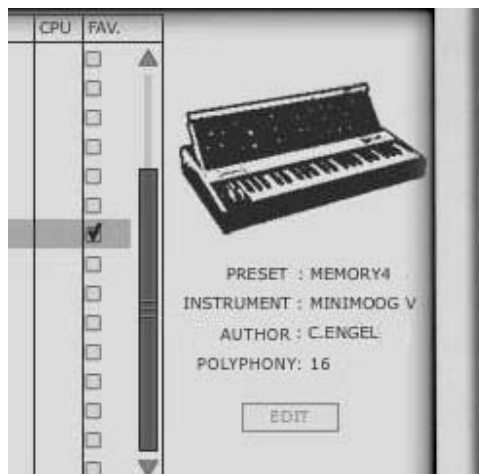 CPU FAV.
PRESET : MEMORY4
INSTRUMENT : MINIMOOG V
AUTHOR : C.ENGEL
POLYPHONY: 16
EDIT